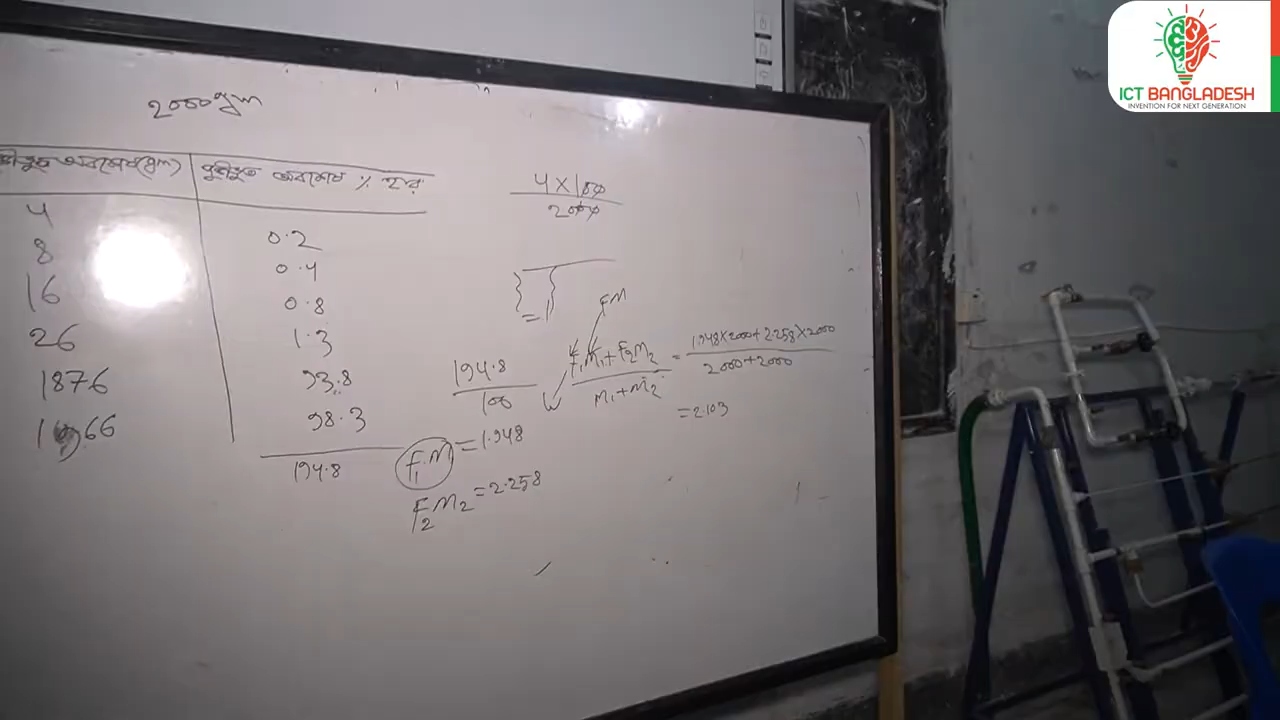 ICT BANGLADESH
INVENTION FOR NEXT GENERATION
২০০০গ্রাম
পুঞ্জীভূত অবশেষ % হার
4
8
16
26
1876
1966
0.2
0.4
0.8
1.3
93.8
98.3
194.8
4×100
2000
194.8
100
F₁M = 1.948
F₂M₂ = 2.258
FM
F₁M₁+F₂M₂ = 1.948×2000+2.258×2000
M₁+M₂ 2000+2000
= 2.103